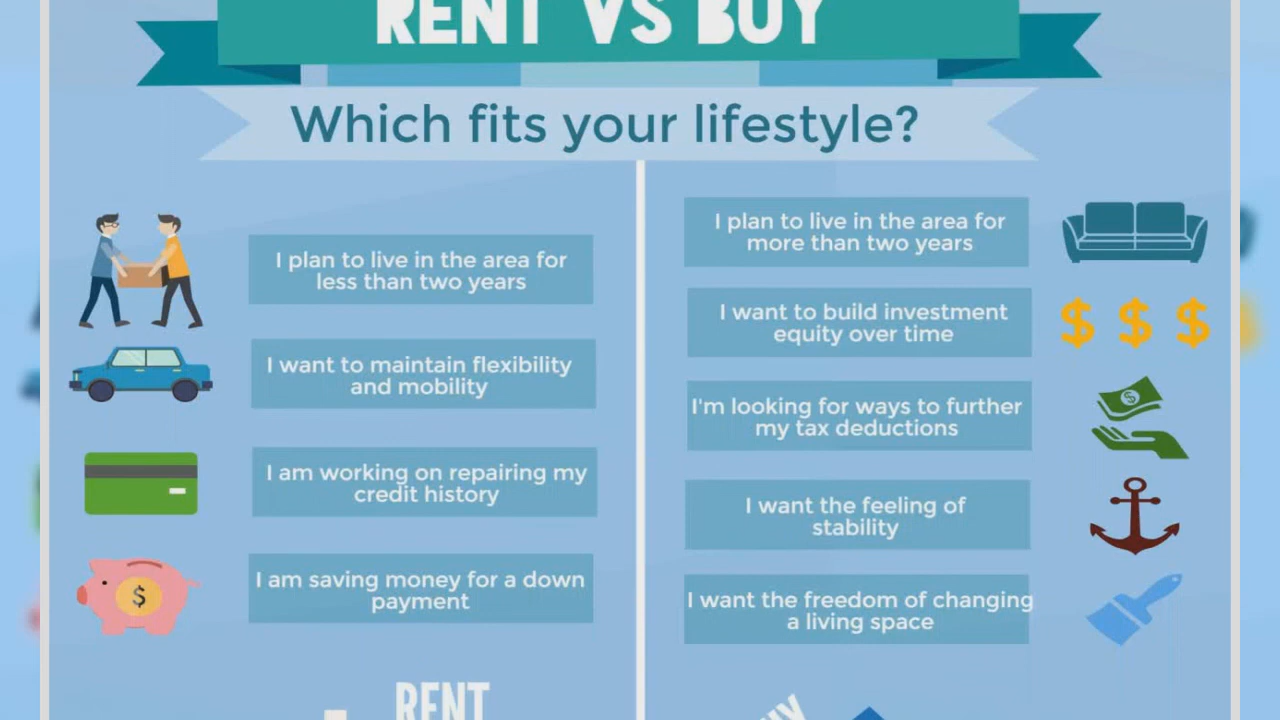 RENT VS BUY
Which fits your lifestyle?
I plan to live in the area for
less than two years
I want to maintain flexibility
and mobility
I am working on repairing my
credit history
$
I am saving money for a down
payment
RENT
I plan to live in the area for
more than two years
I want to build investment
equity over time
$ $ $
I'm looking for ways to further
my tax deductions
$
I want the feeling of
stability
I want the freedom of changing
a living space